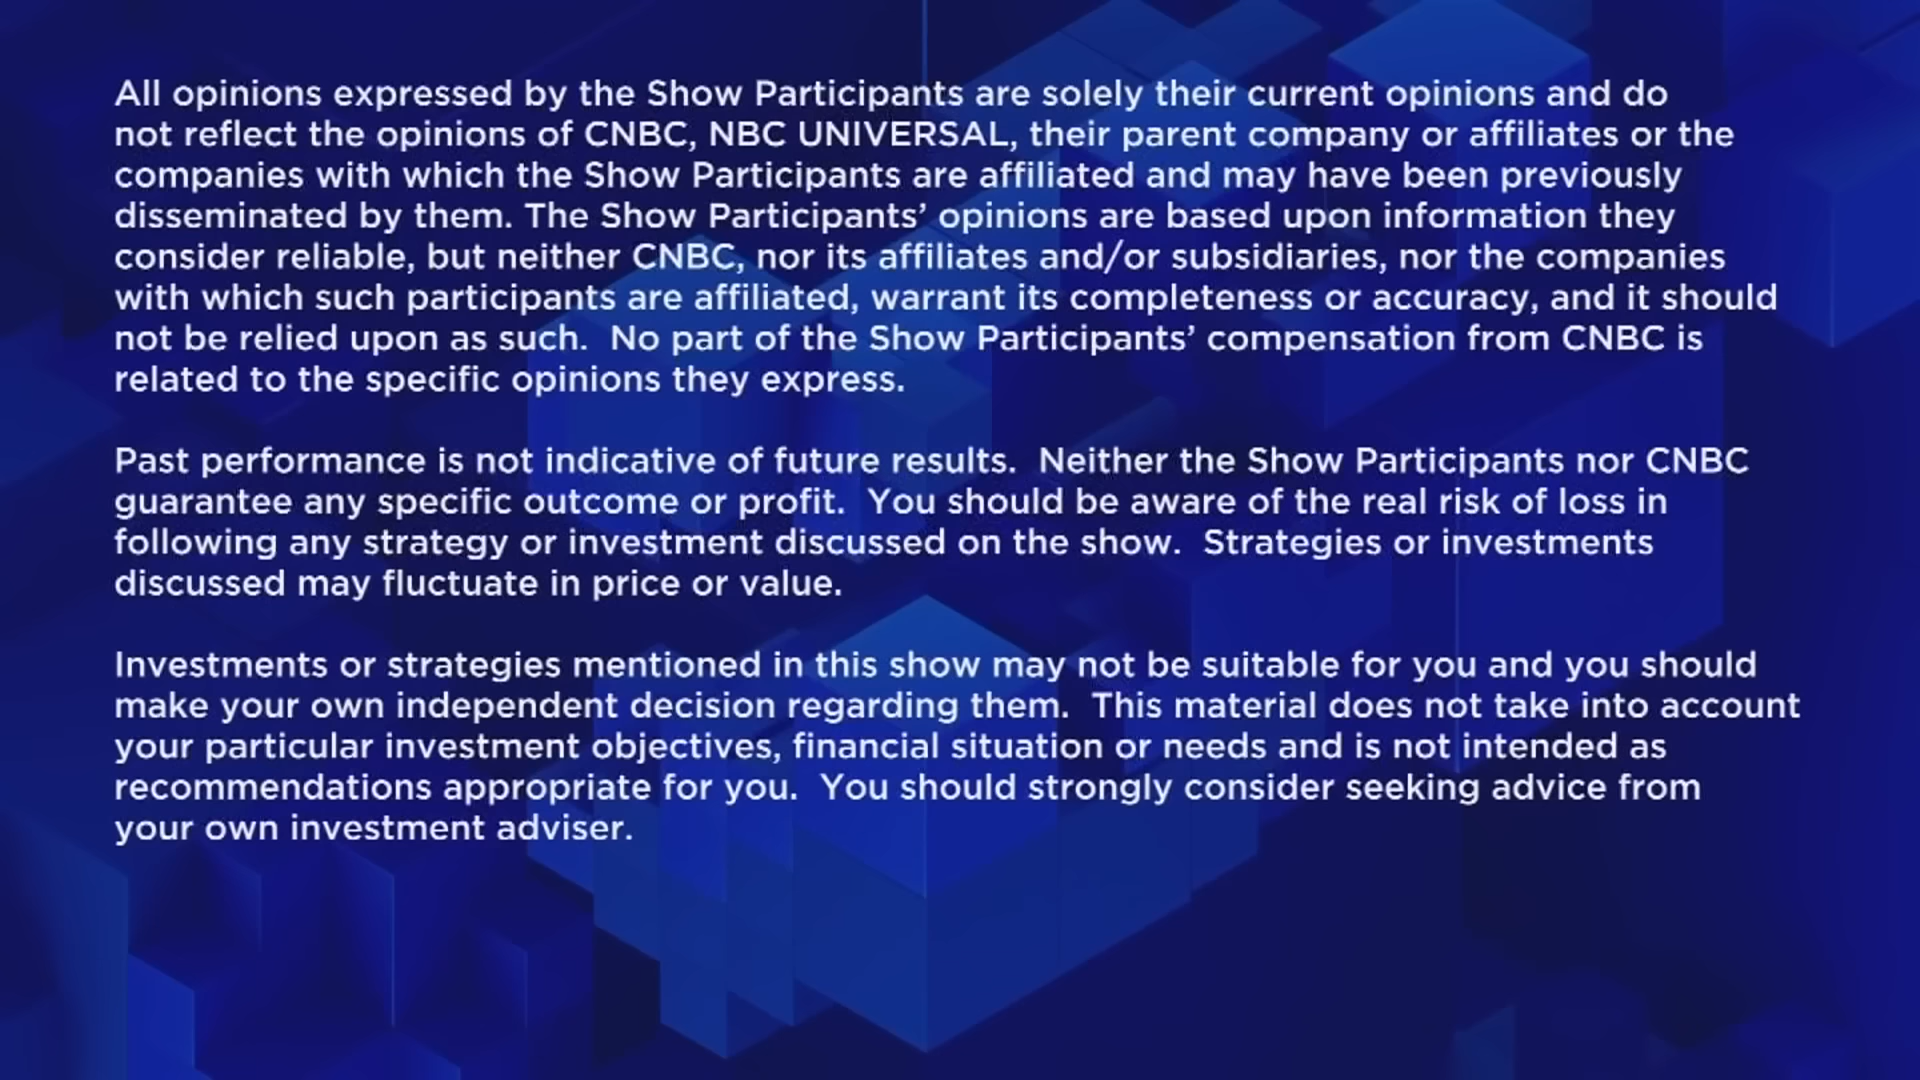 All opinions expressed by the Show Participants are solely their current opinions and do
not reflect the opinions of CNBC, NBC UNIVERSAL, their parent company or affiliates or the
companies with which the Show Participants are affiliated and may have been previously
disseminated by them. The Show Participants’ opinions are based upon information they
consider reliable, but neither CNBC, nor its affiliates and/or subsidiaries, nor the companies
with which such participants are affiliated, warrant its completeness or accuracy, and it should
not be relied upon as such.  No part of the Show Participants’ compensation from CNBC is
related to the specific opinions they express.
Past performance is not indicative of future results.  Neither the Show Participants nor CNBC
guarantee any specific outcome or profit.  You should be aware of the real risk of loss in
following any strategy or investment discussed on the show.  Strategies or investments
discussed may fluctuate in price or value.
Investments or strategies mentioned in this show may not be suitable for you and you should
make your own independent decision regarding them.  This material does not take into account
your particular investment objectives, financial situation or needs and is not intended as
recommendations appropriate for you.  You should strongly consider seeking advice from
your own investment adviser.